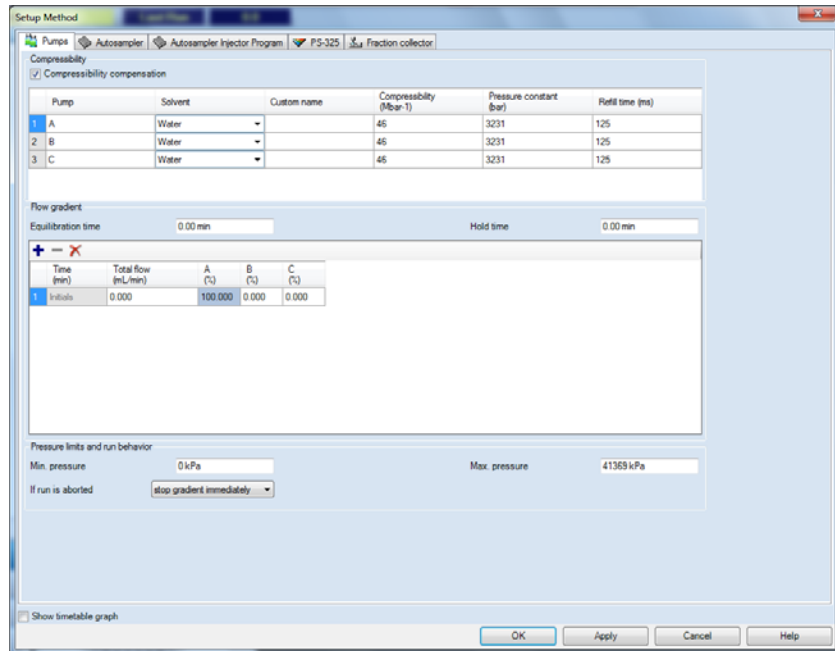 Setup Method
Pumps Autosampler Autosampler Injector Program PS-325 Fraction collector
Compressibility
Compressibility compensation
Pump Solvent Custom name Compressibility (Mbar-1) Pressure constant (bar) Refill time (ms)
1 A Water 46 3231 125
2 B Water 46 3231 125
3 C Water 46 3231 125
Flow gradient
Equilibration time 0.00 min Hold time 0.00 min
Time (min) Total flow (mL/min) A (%) B (%) C (%)
1 Initials 0.000 100.000 0.000 0.000
Pressure limits and run behavior
Min. pressure 0 kPa Max. pressure 41369 kPa
If run is aborted stop gradient immediately
Show timetable graph
OK Apply Cancel Help